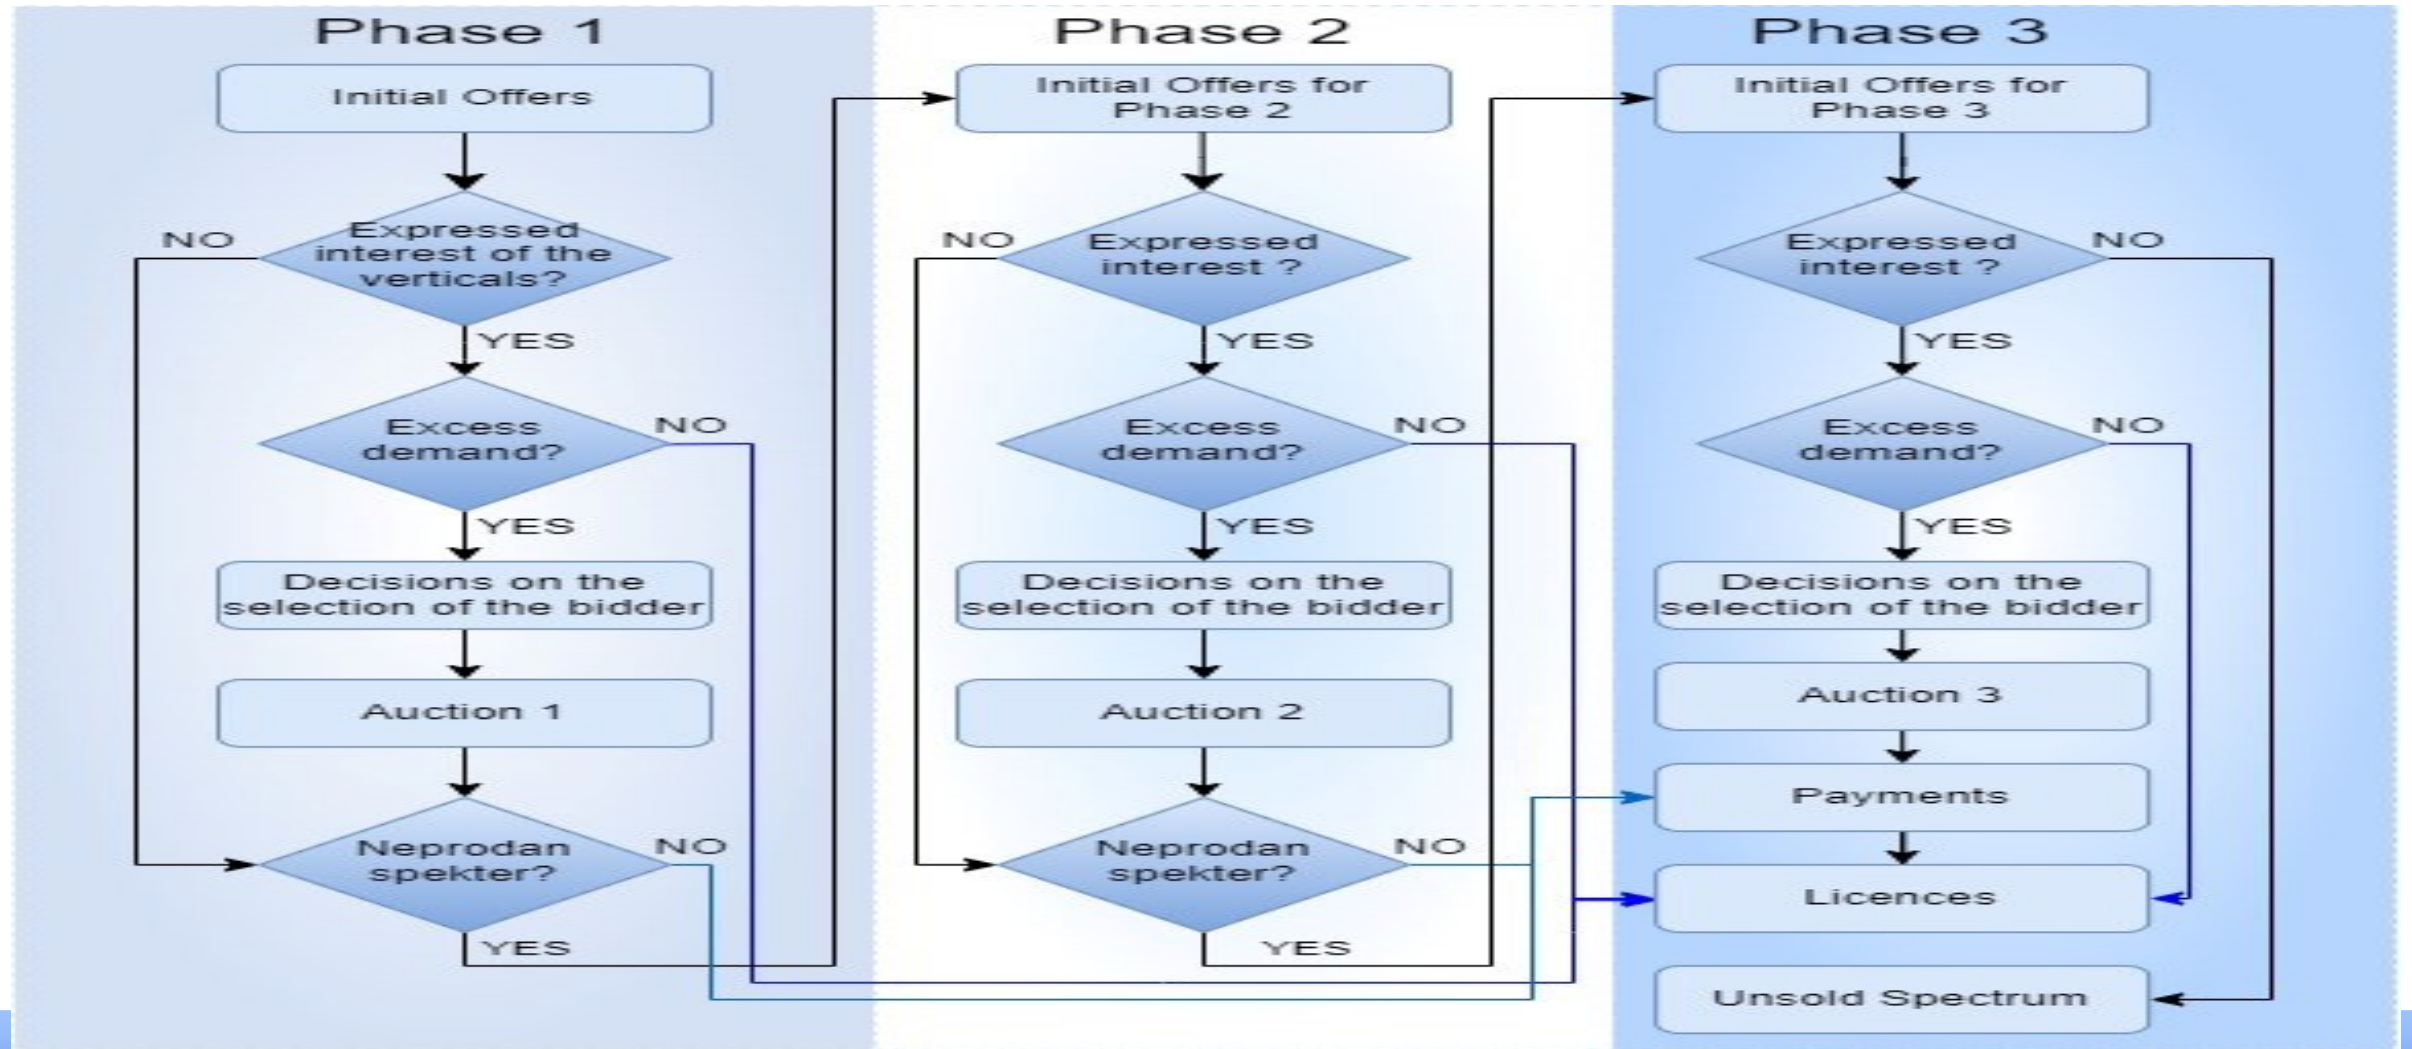 Phase 1
Initial Offers
Expressed
interest of the
verticals?
NO
YES
Excess
demand?
NO
YES
Decisions on the
selection of the bidder
Auction 1
Neprodan
spekter?
NO
YES
Phase 2
Initial Offers for
Phase 2
Expressed
interest ?
NO
YES
Excess
demand?
NO
YES
Decisions on the
selection of the bidder
Auction 2
Neprodan
spekter?
NO
YES
Phase 3
Initial Offers for
Phase 3
Expressed
interest ?
NO
YES
Excess
demand?
NO
YES
Decisions on the
selection of the bidder
Auction 3
Payments
Licences
Unsold Spectrum